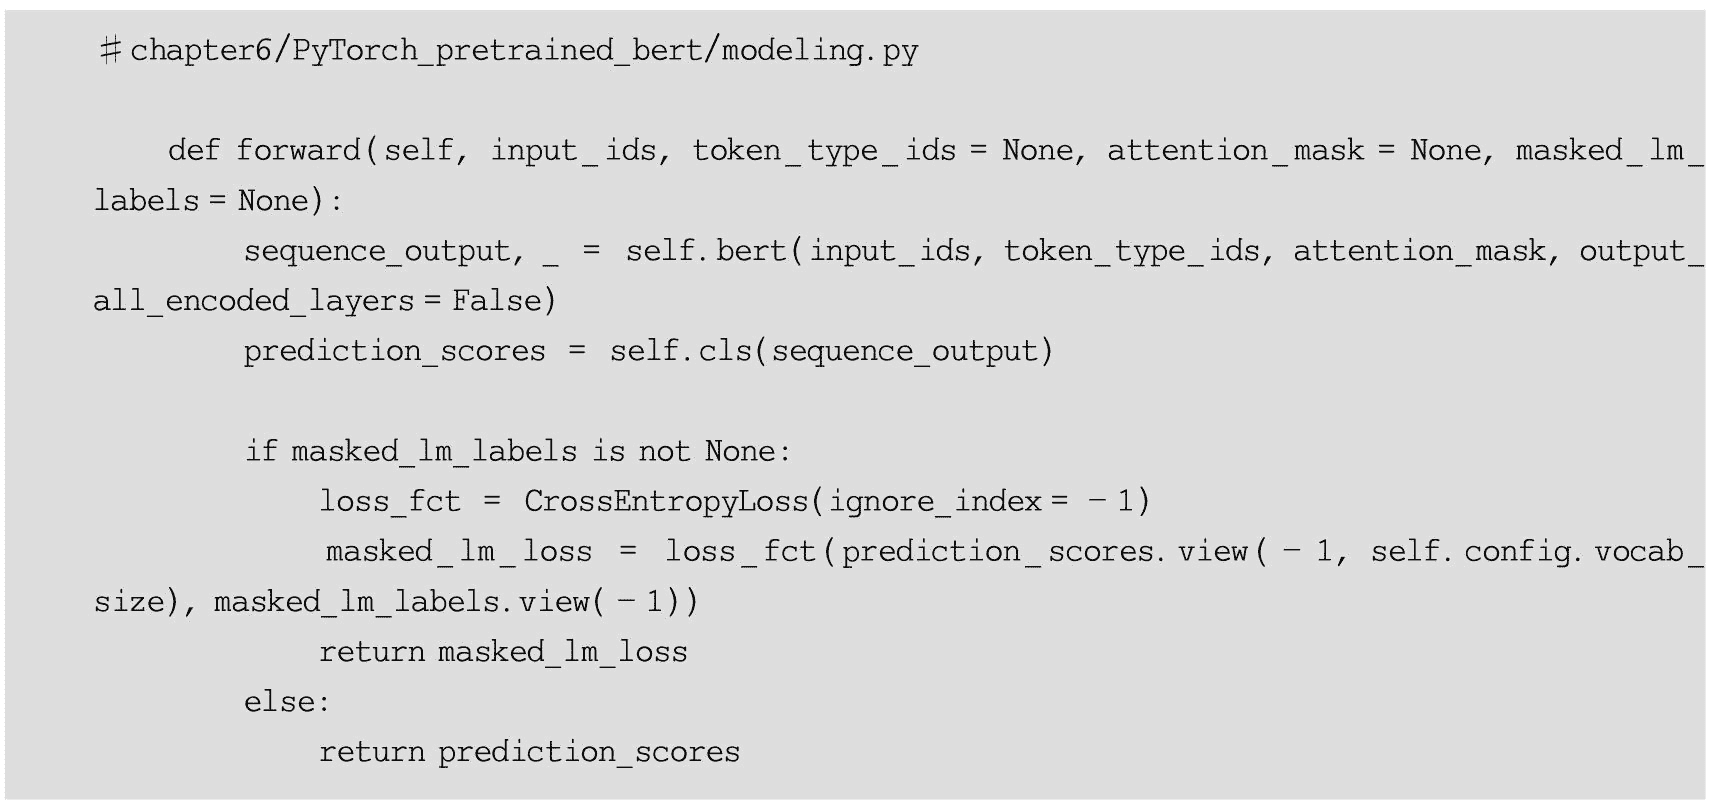 #chapter6/PyTorch_pretrained_bert/modeling.py
def forward(self, input_ids, token_type_ids = None, attention_mask = None, masked_lm_
labels = None):
sequence_output, _ = self.bert(input_ids, token_type_ids, attention_mask, output_
all_encoded_layers = False)
prediction_scores = self.cls(sequence_output)
if masked_lm_labels is not None:
loss_fct = CrossEntropyLoss(ignore_index = -1)
masked_lm_loss = loss_fct(prediction_scores.view(-1, self.config.vocab_
size), masked_lm_labels.view(-1))
return masked_lm_loss
else:
return prediction_scores